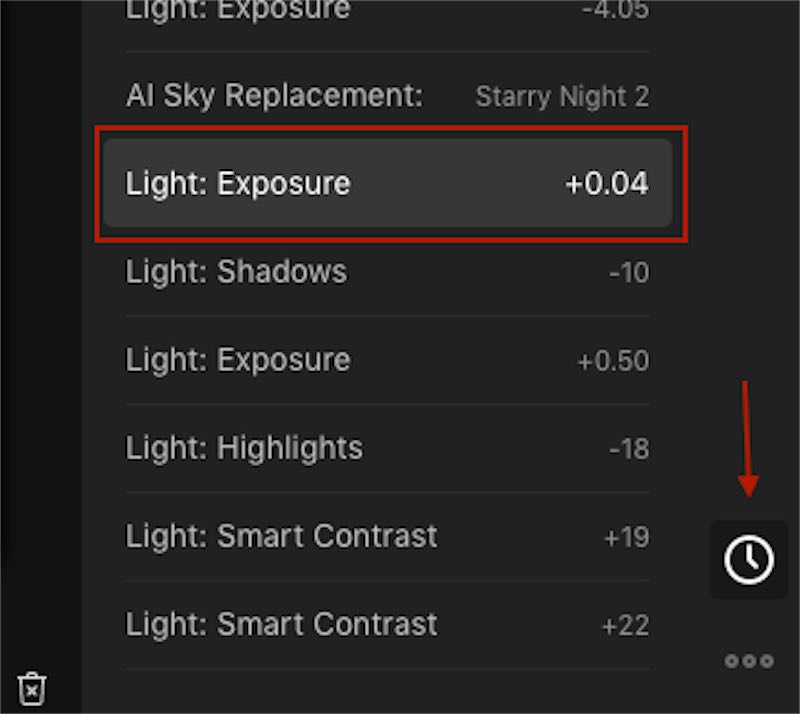 Light: Exposure -4.05
AI Sky Replacement: Starry Night 2
Light: Exposure +0.04
Light: Shadows -10
Light: Exposure +0.50
Light: Highlights -18
Light: Smart Contrast +19
Light: Smart Contrast +22